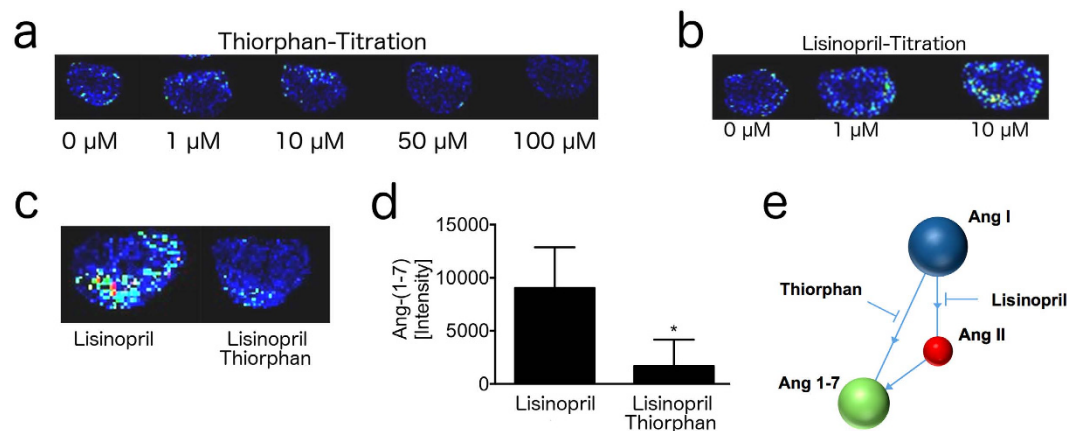 a
Thiorphan-Titration
0 μM
1 μM
10 μM
50 μM
100 μM
b
Lisinopril-Titration
0 μM
1 μM
10 μM
c
Lisinopril
Lisinopril
Thiorphan
d
Ang-(1-7)
[Intensity]
15000
10000
5000
0
*
Lisinopril
Lisinopril
Thiorphan
e
Ang I
Thiorphan
Lisinopril
Ang II
Ang 1-7